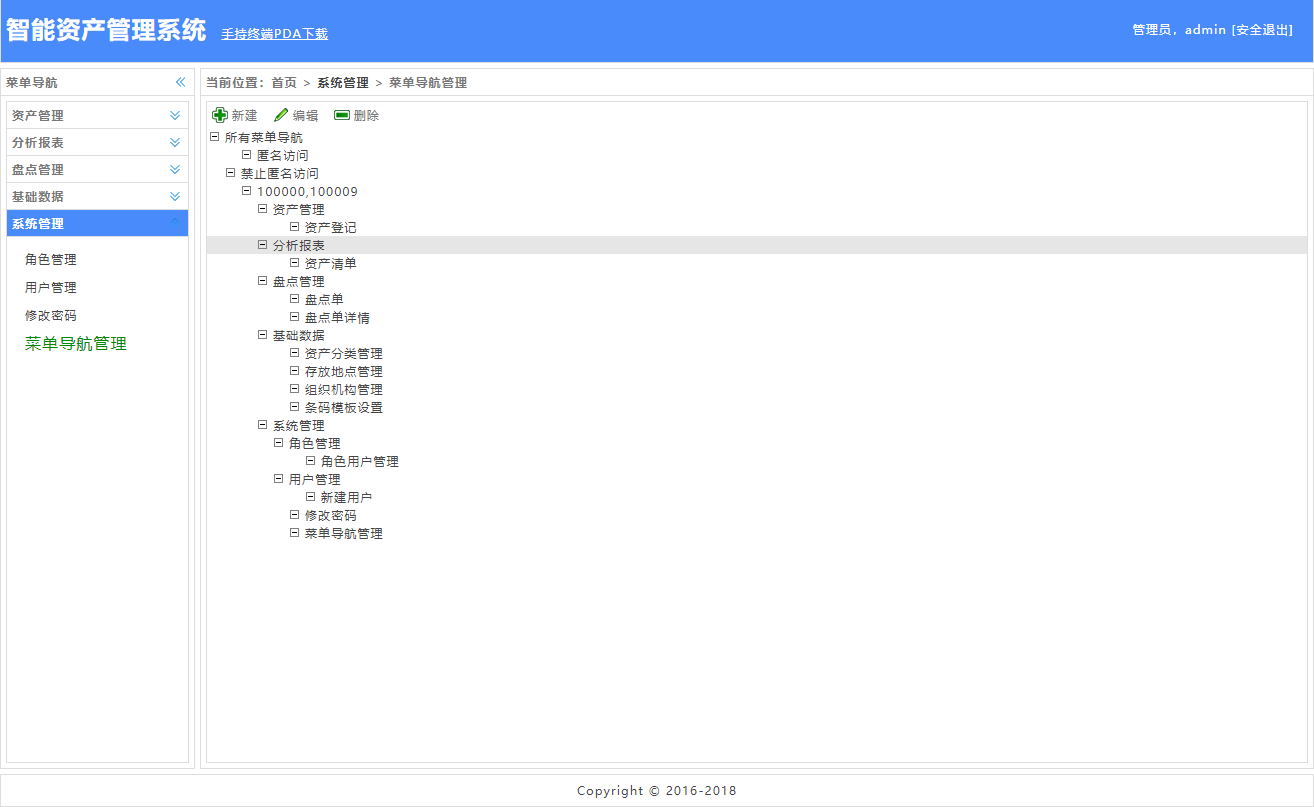 智能资产管理系统 手持终端PDA下载 管理员，admin [安全退出]
菜单导航
资产管理
分析报表
盘点管理
基础数据
系统管理
角色管理
用户管理
修改密码
菜单导航管理
当前位置： 首页 > 系统管理 > 菜单导航管理
新建 编辑 删除
所有菜单导航
匿名访问
禁止匿名访问
100000,100009
资产管理
资产登记
分析报表
资产清单
盘点管理
盘点单
盘点单详情
基础数据
资产分类管理
存放地点管理
组织机构管理
条码模板设置
系统管理
角色管理
角色用户管理
用户管理
新建用户
修改密码
菜单导航管理
Copyright © 2016-2018